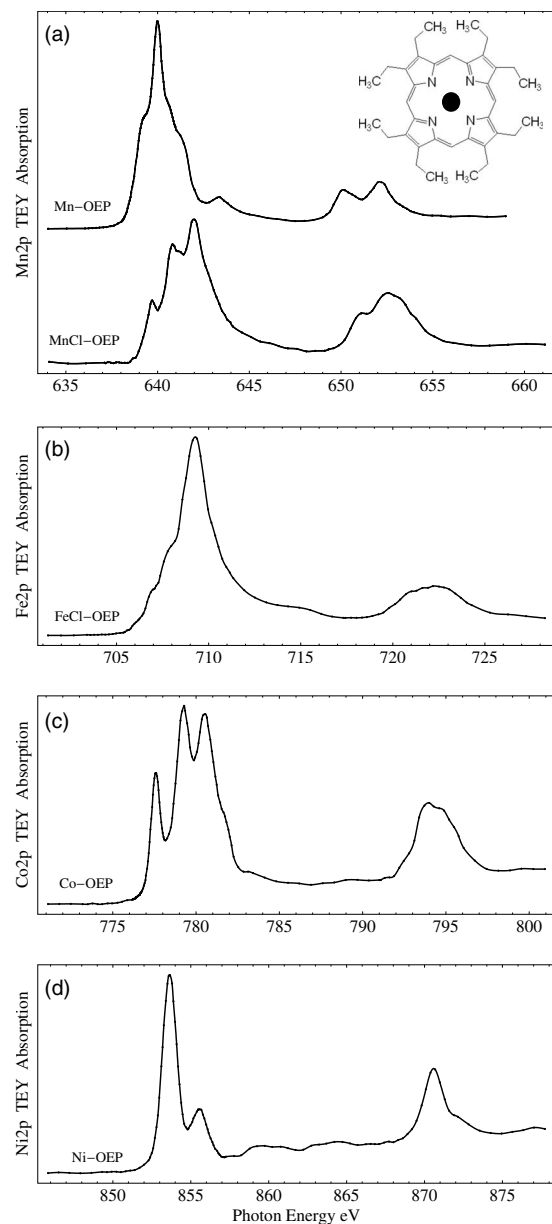 (a)
H₃C CH₃
CH₃ H₃C
N N
N N
H₃C CH₃
CH₃ H₃C
Mn2p TEY Absorption
Mn−OEP
MnCl−OEP
635 640 645 650 655 660
(b)
Fe2p TEY Absorption
FeCl−OEP
705 710 715 720 725
(c)
Co2p TEY Absorption
Co−OEP
775 780 785 790 795 800
(d)
Ni2p TEY Absorption
Ni−OEP
850 855 860 865 870 875
Photon Energy eV